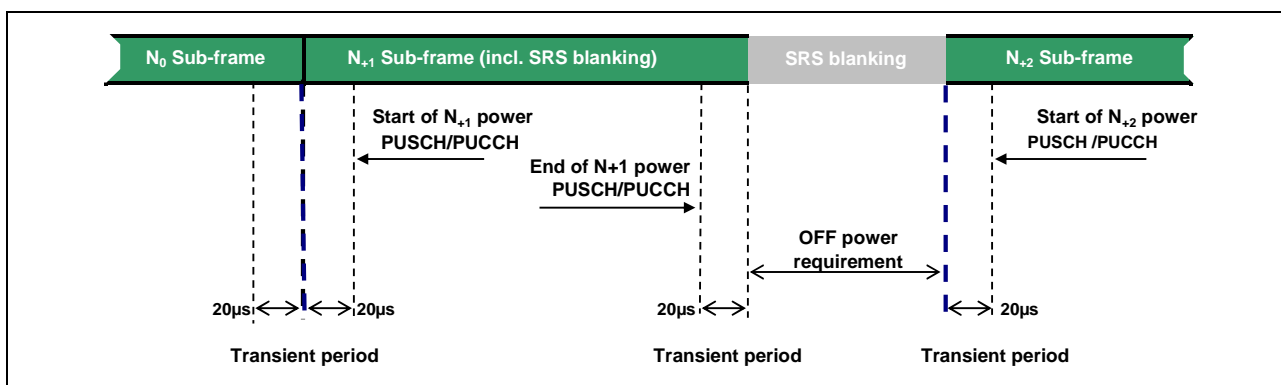 N₀ Sub-frame
N₊₁ Sub-frame (incl. SRS blanking)
SRS blanking
N₊₂ Sub-frame
Start of N₊₁ power
PUSCH/PUCCH
End of N+1 power
PUSCH/PUCCH
Start of N₊₂ power
PUSCH /PUCCH
OFF power
requirement
20µs
20µs
20µs
20µs
Transient period
Transient period
Transient period